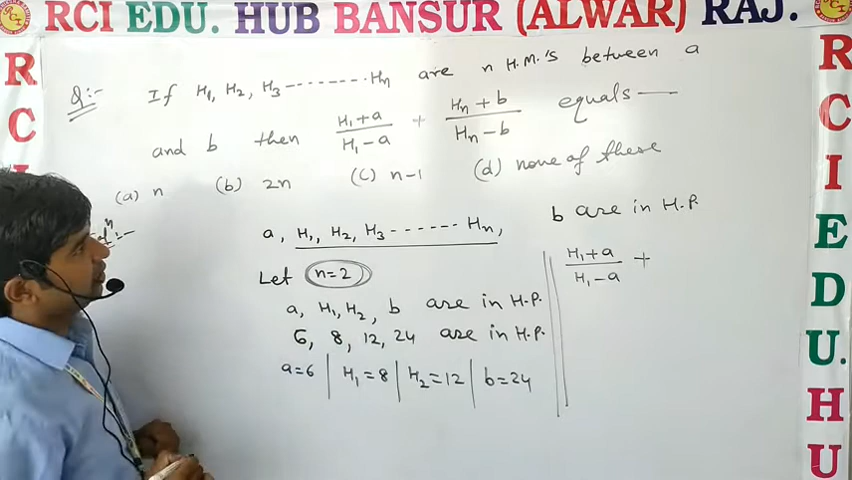 RCI EDU. HUB BANSUR (ALWAR) RAJ.
R
C
I
EDU.
HU
R
C
Q:- If H₁, H₂, H₃ -------- Hₙ are n H.M.'s between a
and b then (H₁+a)/(H₁-a) + (Hₙ+b)/(Hₙ-b) equals ——
(a) n (b) 2n (c) n-1 (d) none of these
a, H₁, H₂, H₃ ------ Hₙ, b are in H.P.
Let n=2
a, H₁, H₂, b are in H.P.
6, 8, 12, 24 are in H.P.
a=6 | H₁=8 | H₂=12 | b=24
(H₁+a)/(H₁-a) +